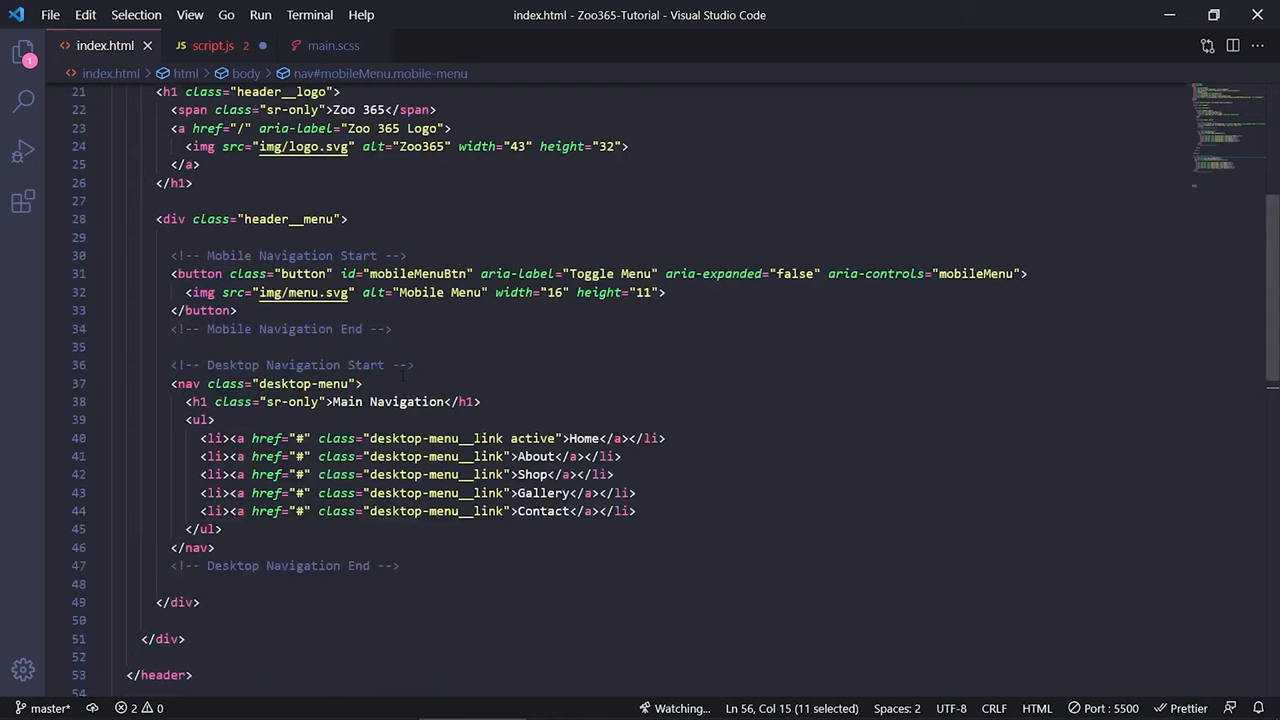 File Edit Selection View Go Run Terminal Help index.html - Zoo365-Tutorial - Visual Studio Code
index.html script.js 2 main.scss
index.html > html > body > nav#mobileMenu.mobile-menu
21 <h1 class="header__logo">
22 <span class="sr-only">Zoo 365</span>
23 <a href="/" aria-label="Zoo 365 Logo">
24 <img src="img/logo.svg" alt="Zoo365" width="43" height="32">
25 </a>
26 </h1>
27
28 <div class="header__menu">
29
30 <!-- Mobile Navigation Start -->
31 <button class="button" id="mobileMenuBtn" aria-label="Toggle Menu" aria-expanded="false" aria-controls="mobileMenu">
32 <img src="img/menu.svg" alt="Mobile Menu" width="16" height="11">
33 </button>
34 <!-- Mobile Navigation End -->
35
36 <!-- Desktop Navigation Start -->
37 <nav class="desktop-menu">
38 <h1 class="sr-only">Main Navigation</h1>
39 <ul>
40 <li><a href="#" class="desktop-menu__link active">Home</a></li>
41 <li><a href="#" class="desktop-menu__link">About</a></li>
42 <li><a href="#" class="desktop-menu__link">Shop</a></li>
43 <li><a href="#" class="desktop-menu__link">Gallery</a></li>
44 <li><a href="#" class="desktop-menu__link">Contact</a></li>
45 </ul>
46 </nav>
47 <!-- Desktop Navigation End -->
48
49 </div>
50
51 </div>
52
53 </header>
54
1
master* 2 0 Watching... Ln 56, Col 15 (11 selected) Spaces: 2 UTF-8 CRLF HTML Port : 5500 Prettier